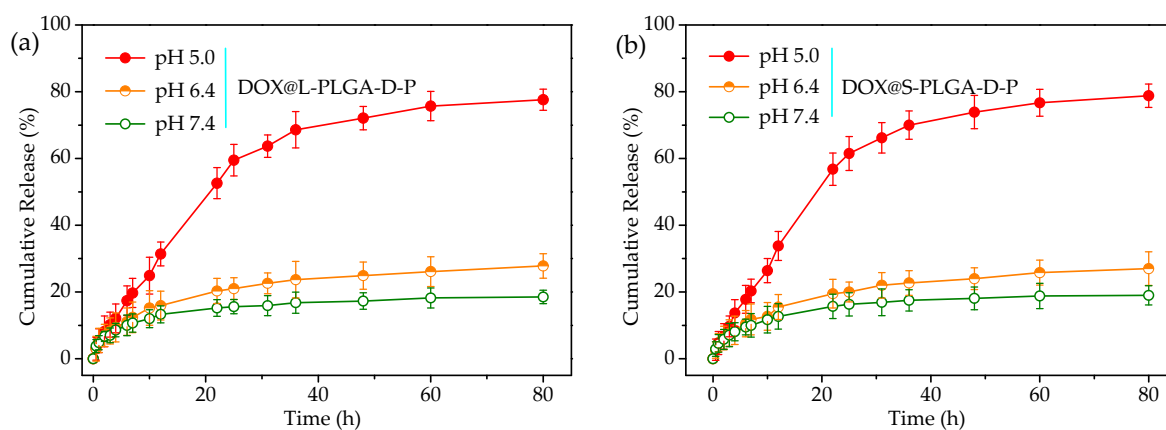 (a)
100
80
60
40
20
0
Cumulative Release (%)
pH 5.0
pH 6.4
pH 7.4
DOX@L-PLGA-D-P
0 20 40 60 80
Time (h)
(b)
100
80
60
40
20
0
Cumulative Release (%)
pH 5.0
pH 6.4
pH 7.4
DOX@S-PLGA-D-P
0 20 40 60 80
Time (h)